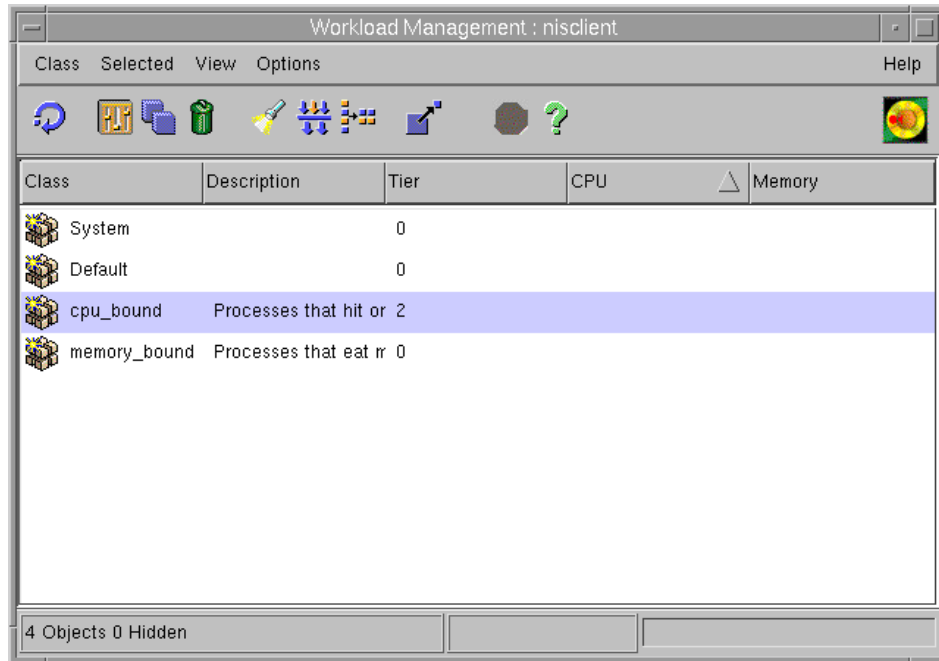 Workload Management : nisclient
Class Selected View Options Help
Class Description Tier CPU Memory
System 0
Default 0
cpu_bound Processes that hit or 2
memory_bound Processes that eat m 0
4 Objects 0 Hidden